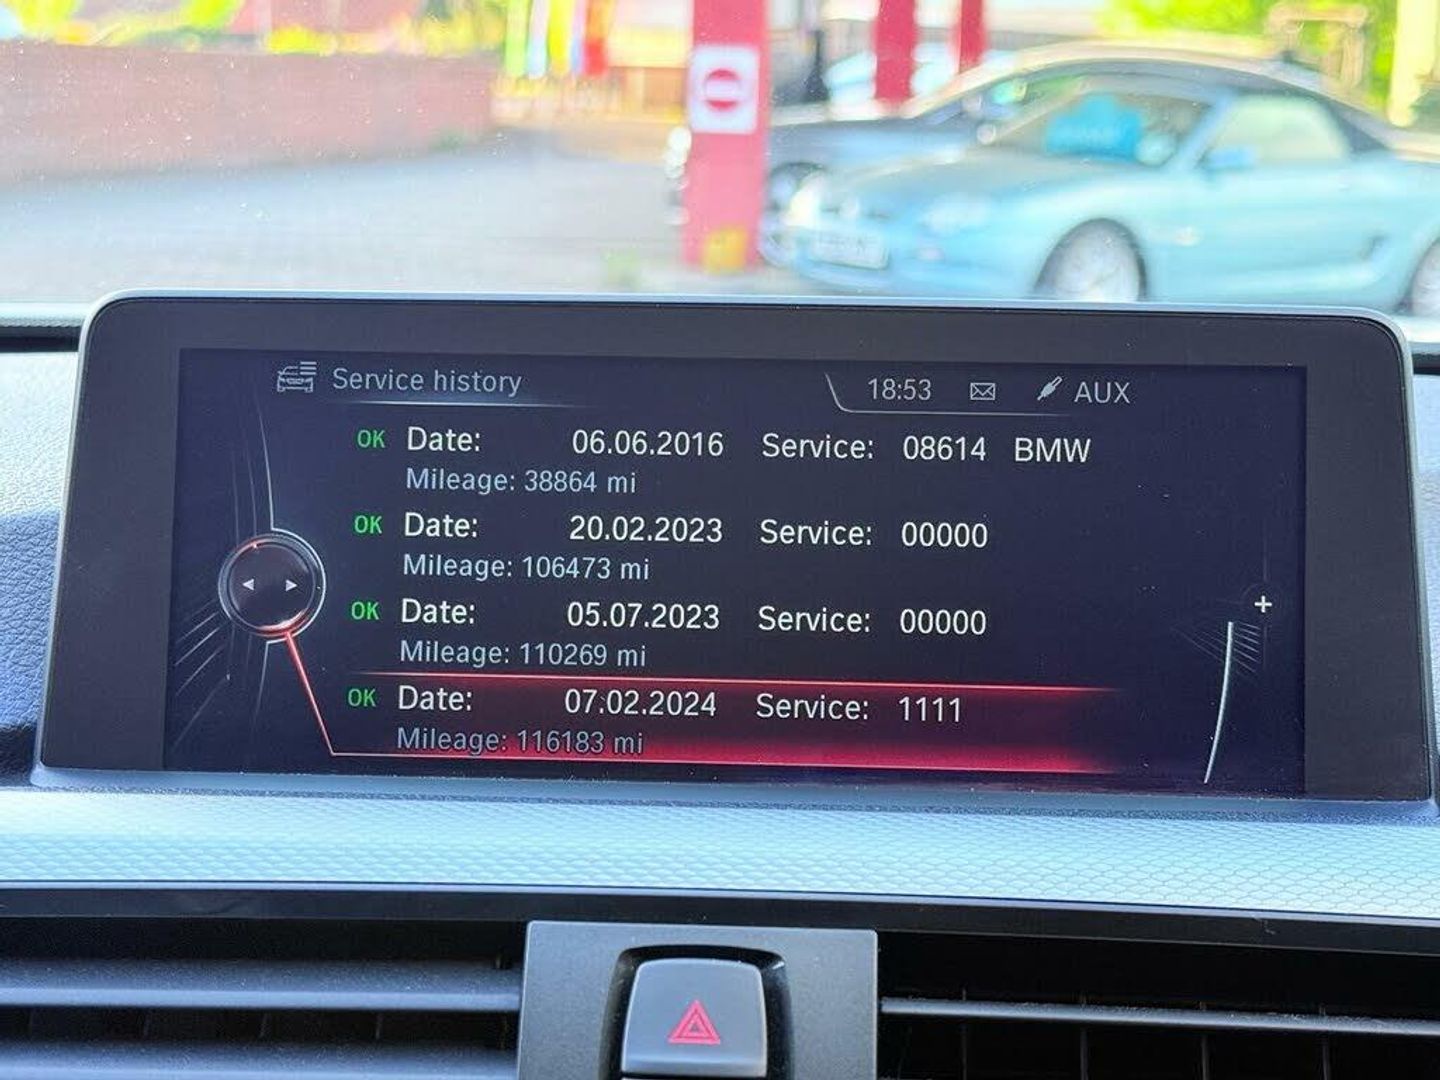 Service history
18:53 AUX
OK Date: 06.06.2016 Service: 08614 BMW
Mileage: 38864 mi
OK Date: 20.02.2023 Service: 00000
Mileage: 106473 mi
OK Date: 05.07.2023 Service: 00000
Mileage: 110269 mi
OK Date: 07.02.2024 Service: 1111
Mileage: 116183 mi
+